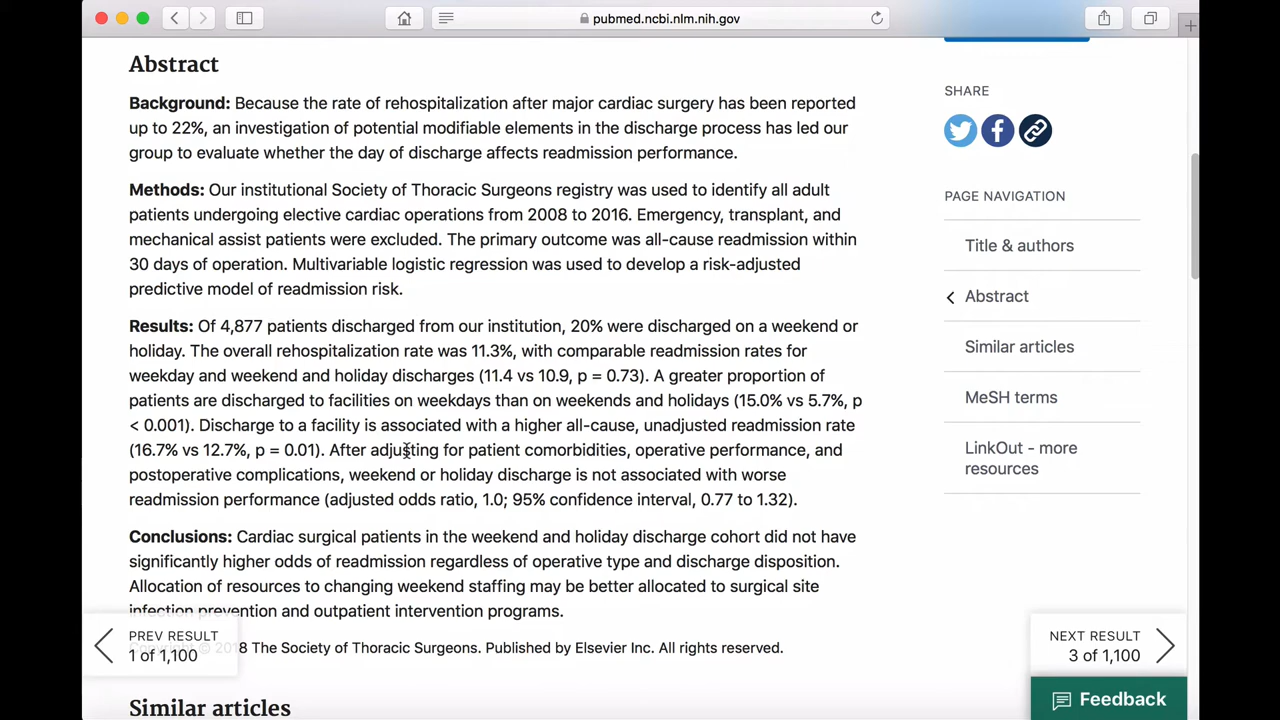 pubmed.ncbi.nlm.nih.gov
Abstract
Background: Because the rate of rehospitalization after major cardiac surgery has been reported
up to 22%, an investigation of potential modifiable elements in the discharge process has led our
group to evaluate whether the day of discharge affects readmission performance.
Methods: Our institutional Society of Thoracic Surgeons registry was used to identify all adult
patients undergoing elective cardiac operations from 2008 to 2016. Emergency, transplant, and
mechanical assist patients were excluded. The primary outcome was all-cause readmission within
30 days of operation. Multivariable logistic regression was used to develop a risk-adjusted
predictive model of readmission risk.
Results: Of 4,877 patients discharged from our institution, 20% were discharged on a weekend or
holiday. The overall rehospitalization rate was 11.3%, with comparable readmission rates for
weekday and weekend and holiday discharges (11.4 vs 10.9, p = 0.73). A greater proportion of
patients are discharged to facilities on weekdays than on weekends and holidays (15.0% vs 5.7%, p
< 0.001). Discharge to a facility is associated with a higher all-cause, unadjusted readmission rate
(16.7% vs 12.7%, p = 0.01). After adjusting for patient comorbidities, operative performance, and
postoperative complications, weekend or holiday discharge is not associated with worse
readmission performance (adjusted odds ratio, 1.0; 95% confidence interval, 0.77 to 1.32).
Conclusions: Cardiac surgical patients in the weekend and holiday discharge cohort did not have
significantly higher odds of readmission regardless of operative type and discharge disposition.
Allocation of resources to changing weekend staffing may be better allocated to surgical site
infection prevention and outpatient intervention programs.
8 The Society of Thoracic Surgeons. Published by Elsevier Inc. All rights reserved.
Similar articles
PREV RESULT
1 of 1,100
SHARE
PAGE NAVIGATION
Title & authors
Abstract
Similar articles
MeSH terms
LinkOut - more
resources
NEXT RESULT
3 of 1,100
Feedback